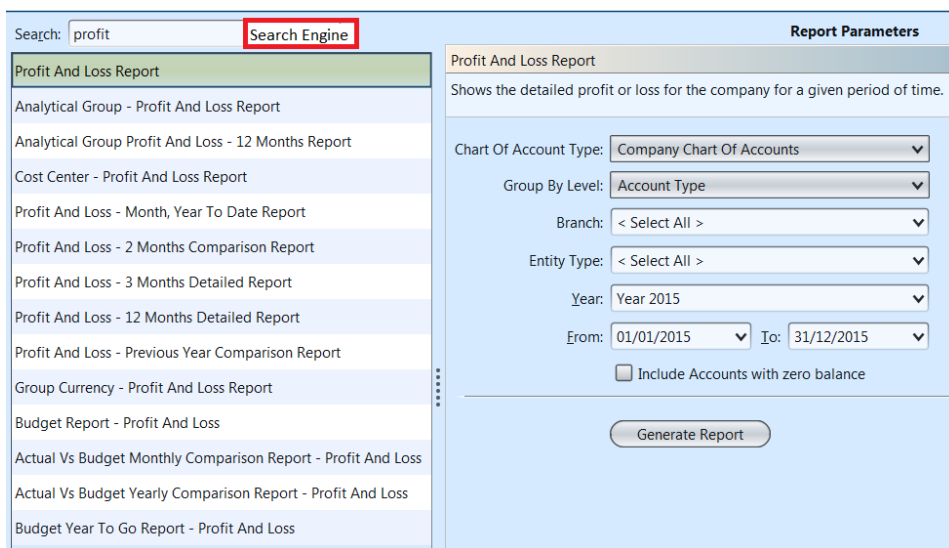 Search: profit Search Engine
Profit And Loss Report
Analytical Group - Profit And Loss Report
Analytical Group Profit And Loss - 12 Months Report
Cost Center - Profit And Loss Report
Profit And Loss - Month, Year To Date Report
Profit And Loss - 2 Months Comparison Report
Profit And Loss - 3 Months Detailed Report
Profit And Loss - 12 Months Detailed Report
Profit And Loss - Previous Year Comparison Report
Group Currency - Profit And Loss Report
Budget Report - Profit And Loss
Actual Vs Budget Monthly Comparison Report - Profit And Loss
Actual Vs Budget Yearly Comparison Report - Profit And Loss
Budget Year To Go Report - Profit And Loss
Report Parameters
Profit And Loss Report
Shows the detailed profit or loss for the company for a given period of time.
Chart Of Account Type: Company Chart Of Accounts
Group By Level: Account Type
Branch: < Select All >
Entity Type: < Select All >
Year: Year 2015
From: 01/01/2015 To: 31/12/2015
Include Accounts with zero balance
Generate Report